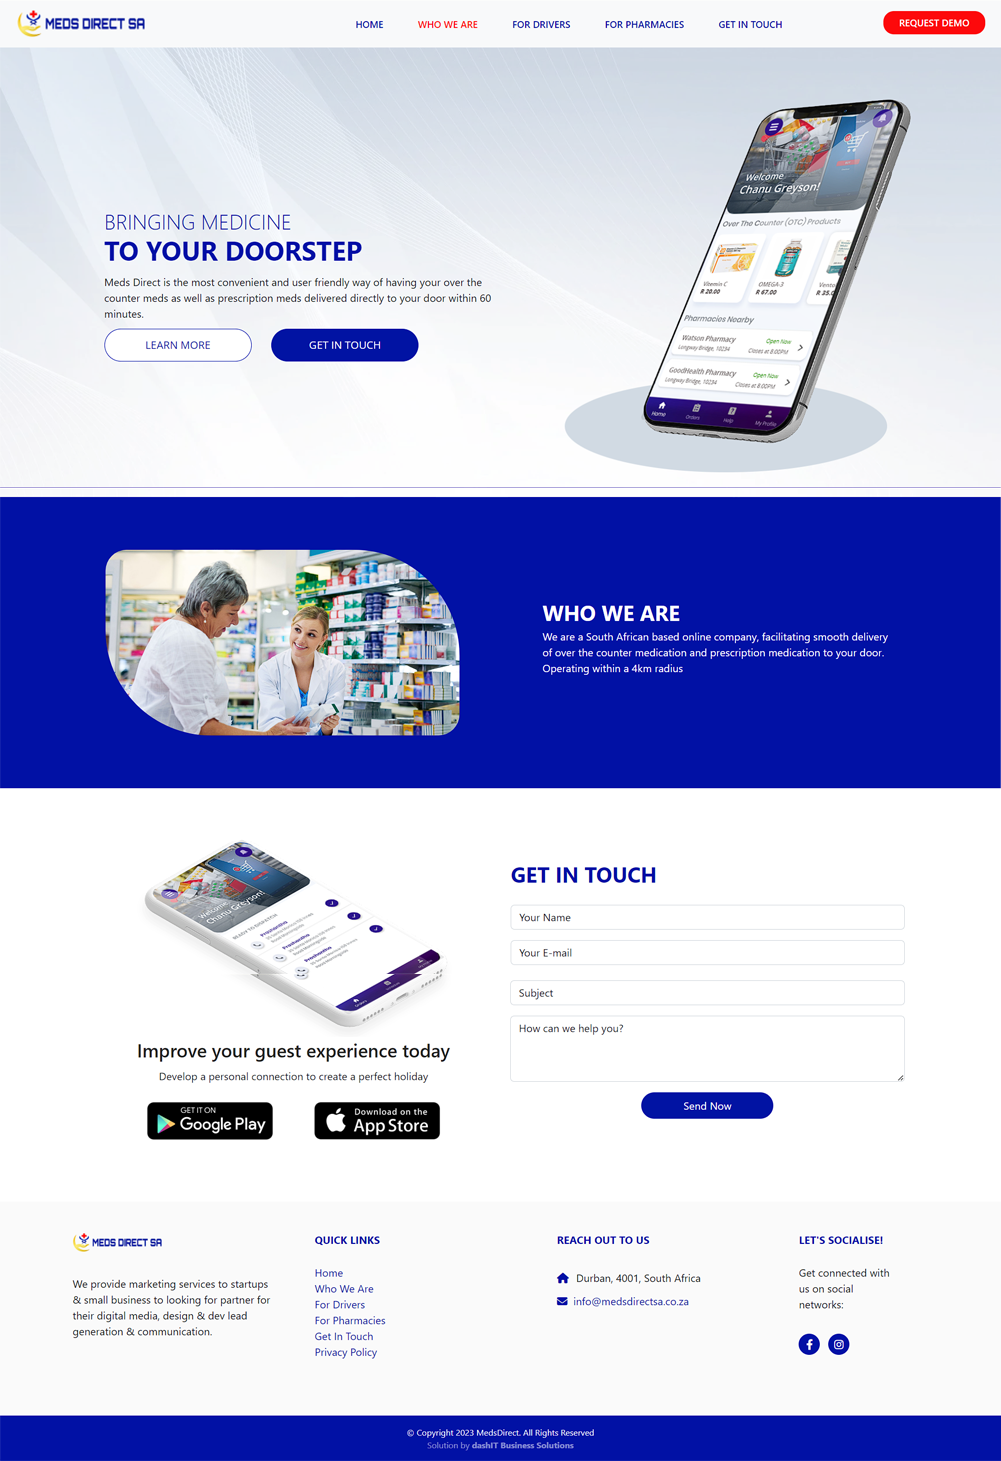 MEDS DIRECT SA
HOME
WHO WE ARE
FOR DRIVERS
FOR PHARMACIES
GET IN TOUCH
REQUEST DEMO
BRINGING MEDICINE
TO YOUR DOORSTEP
Meds Direct is the most convenient and user friendly way of having your over the
counter meds as well as prescription meds delivered directly to your door within 60
minutes.
LEARN MORE
GET IN TOUCH
Welcome
Chanu Greyson!
Over The Counter (OTC) Products
Vitamin C
R 20.00
OMEGA-3
R 67.00
Vento
R 35.0
Pharmacies Nearby
Watson Pharmacy
Longway Bridge, 10234
Open Now
Closes at 8:00PM
GoodHealth Pharmacy
Longway Bridge, 10234
Open Now
Closes at 8:00PM
Home
Orders
Help
My Profile
WHO WE ARE
We are a South African based online company, facilitating smooth delivery
of over the counter medication and prescription medication to your door.
Operating within a 4km radius
Welcome
Chanu Greyson!
Improve your guest experience today
Develop a personal connection to create a perfect holiday
GET IT ON
Google Play
Download on the
App Store
GET IN TOUCH
Your Name
Your E-mail
Subject
How can we help you?
Send Now
MEDS DIRECT SA
We provide marketing services to startups
& small business to looking for partner for
their digital media, design & dev lead
generation & communication.
QUICK LINKS
Home
Who We Are
For Drivers
For Pharmacies
Get In Touch
Privacy Policy
REACH OUT TO US
Durban, 4001, South Africa
info@medsdirectsa.co.za
LET'S SOCIALISE!
Get connected with
us on social
networks:
© Copyright 2023 MedsDirect. All Rights Reserved
Solution by dashIT Business Solutions